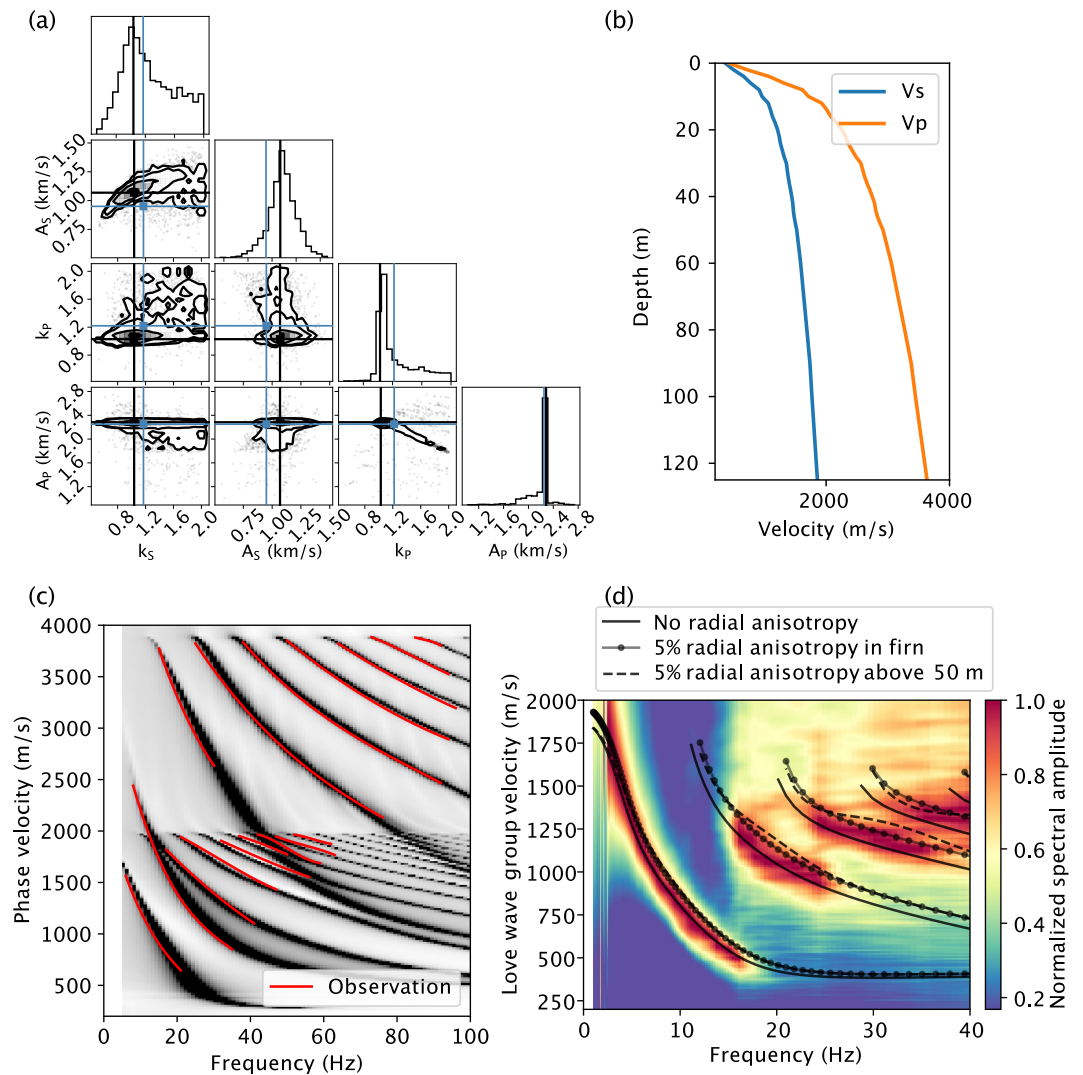 (a)
(b)
1.50
1.25
1.00
0.75
A_S (km/s)
2.0
1.6
1.2
0.8
k_P
2.8
2.4
2.0
1.6
1.2
A_P (km/s)
0.8 1.2 1.6 2.0
k_S
0.75 1.00 1.25 1.50
A_S (km/s)
0.8 1.2 1.6 2.0
k_P
1.2 1.6 2.0 2.4 2.8
A_P (km/s)
Vs
Vp
0
20
40
60
80
100
120
Depth (m)
2000 4000
Velocity (m/s)
(c)
4000
3500
3000
2500
2000
1500
1000
500
Phase velocity (m/s)
Observation
0 20 40 60 80 100
Frequency (Hz)
(d)
No radial anisotropy
5% radial anisotropy in firn
5% radial anisotropy above 50 m
2000
1750
1500
1250
1000
750
500
250
Love wave group velocity (m/s)
0 10 20 30 40
Frequency (Hz)
1.0
0.8
0.6
0.4
0.2
Normalized spectral amplitude